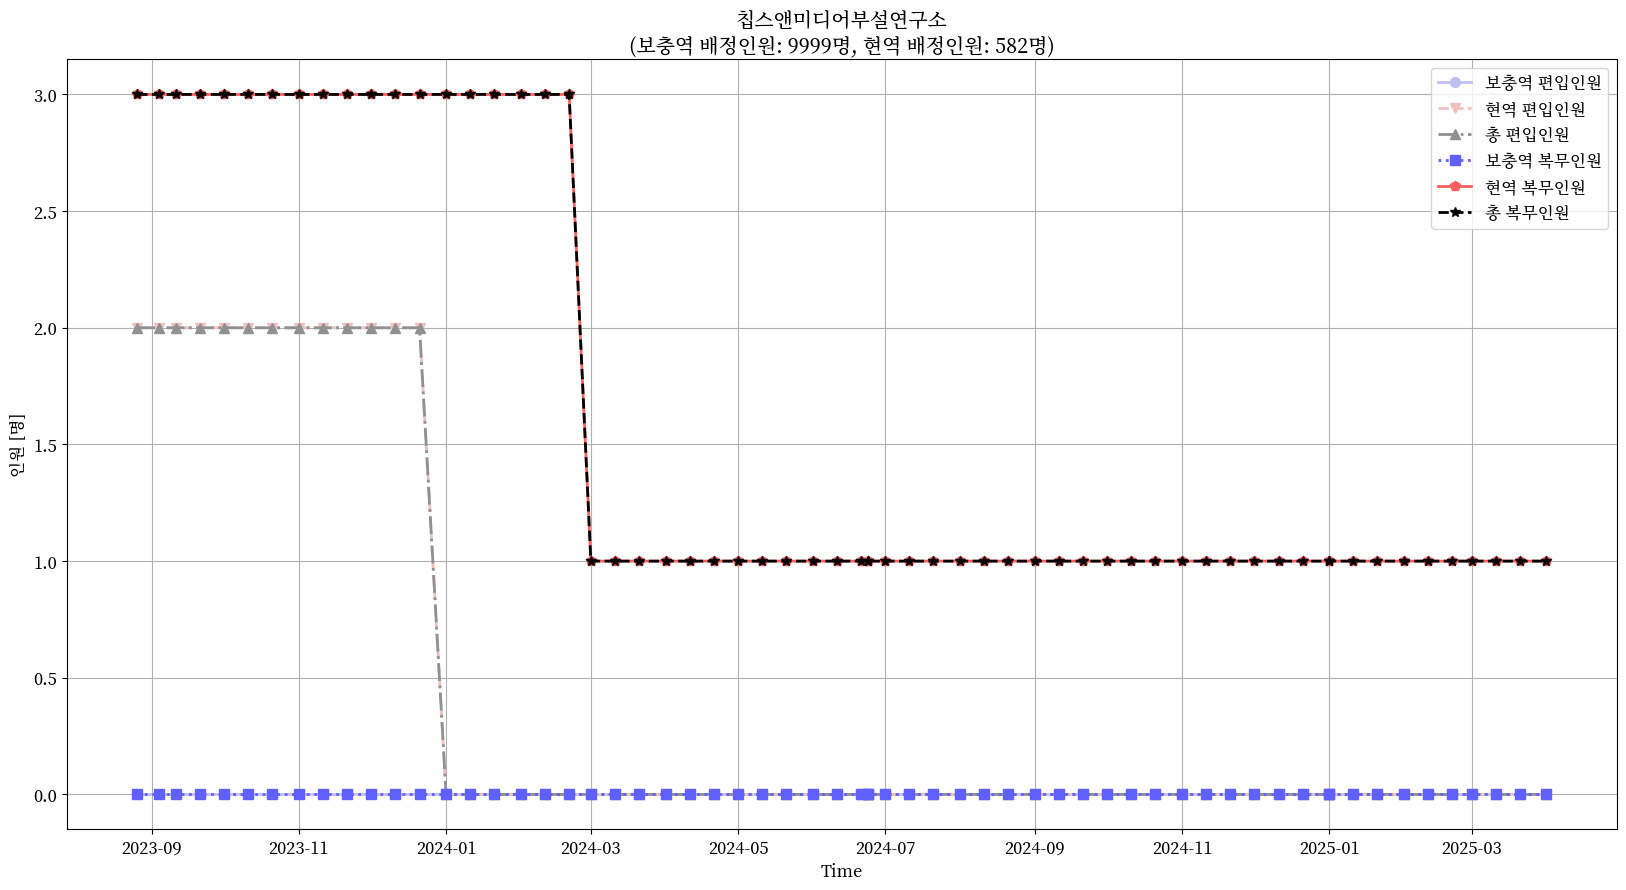 칩스앤미디어부설연구소
(보충역 배정인원: 9999명, 현역 배정인원: 582명)
보충역 편입인원
현역 편입인원
총 편입인원
보충역 복무인원
현역 복무인원
총 복무인원
인원 [명]
3.0
2.5
2.0
1.5
1.0
0.5
0.0
2023-09 2023-11 2024-01 2024-03 2024-05 2024-07 2024-09 2024-11 2025-01 2025-03
Time